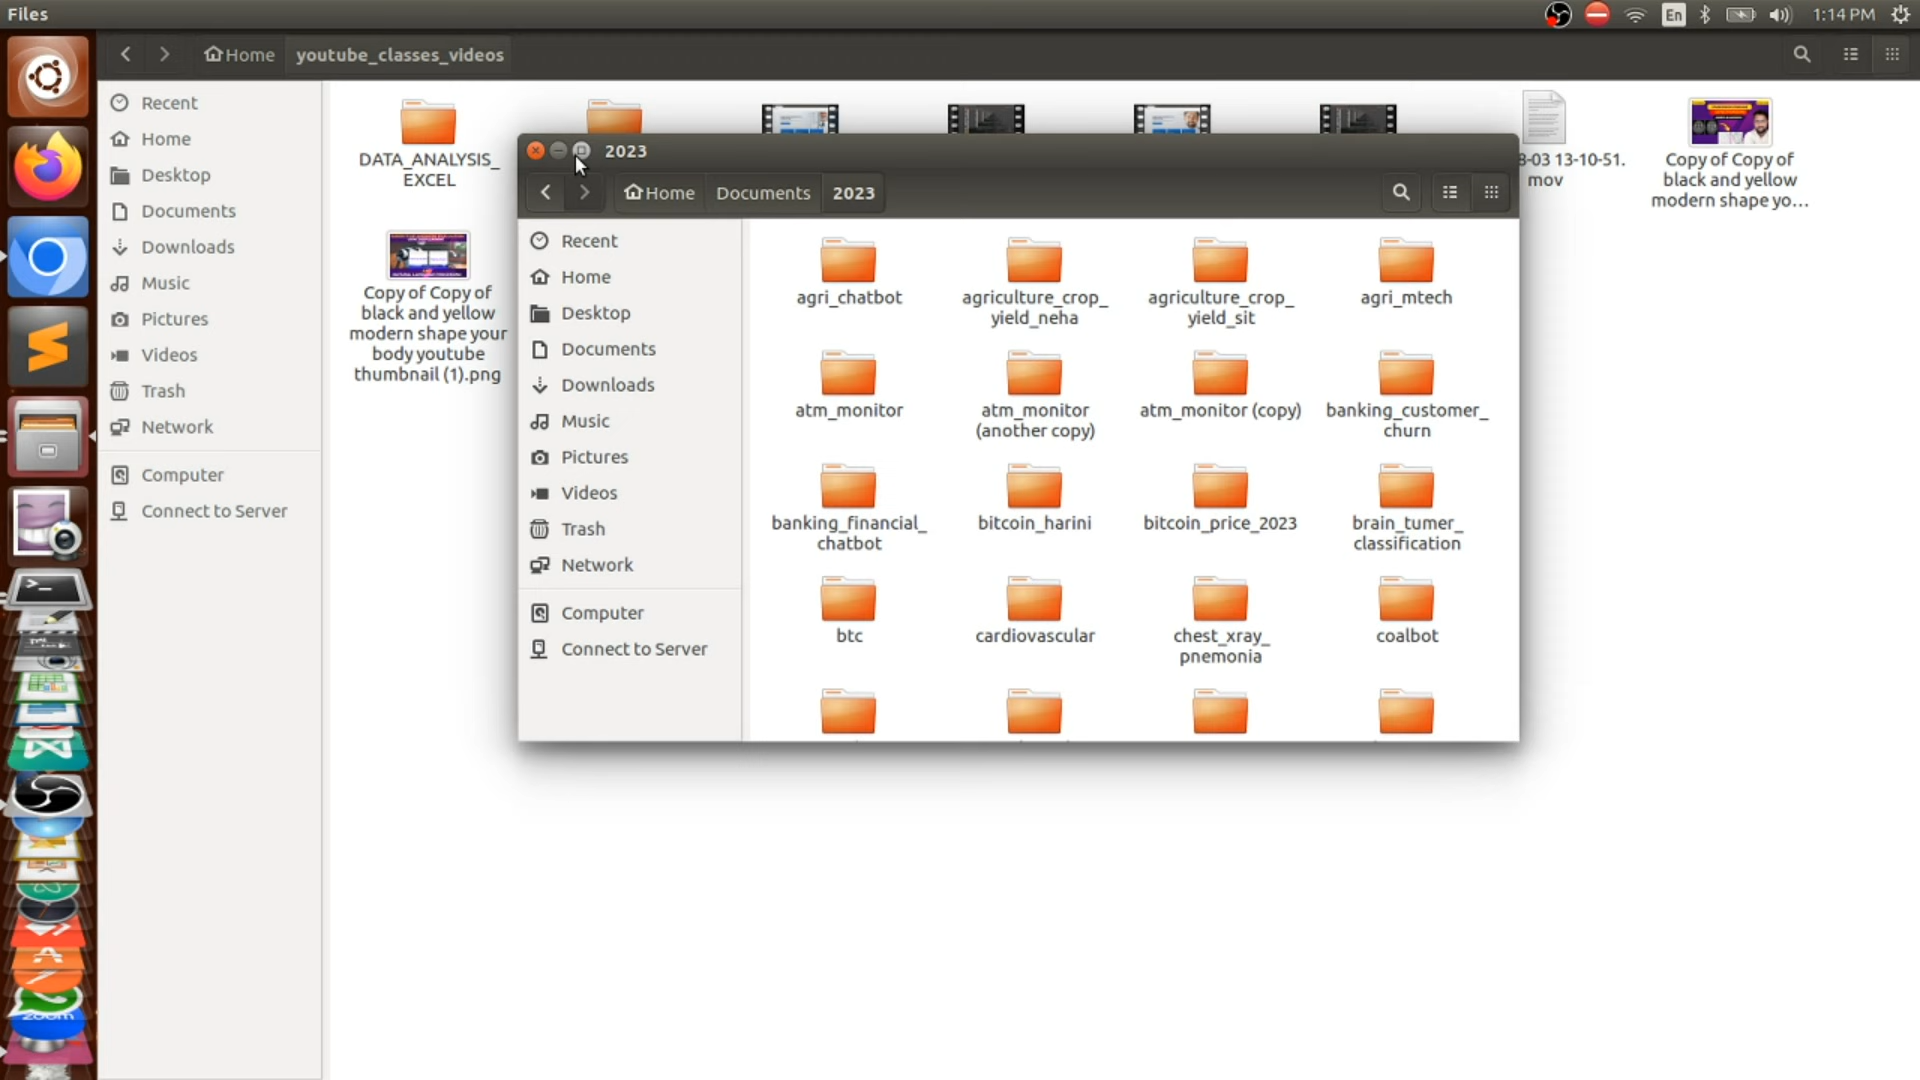 Files
En
1:14 PM
Home
youtube_classes_videos
Recent
Home
Desktop
Documents
Downloads
Music
Pictures
Videos
Trash
Network
Computer
Connect to Server
DATA_ANALYSIS_
EXCEL
3-03 13-10-51.
mov
Copy of Copy of
black and yellow
modern shape yo...
Copy of Copy of
black and yellow
modern shape your
body youtube
thumbnail (1).png
2023
Home
Documents
2023
Recent
Home
Desktop
Documents
Downloads
Music
Pictures
Videos
Trash
Network
Computer
Connect to Server
agri_chatbot
agriculture_crop_
yield_neha
agriculture_crop_
yield_sit
agri_mtech
atm_monitor
atm_monitor
(another copy)
atm_monitor (copy)
banking_customer_
churn
banking_financial_
chatbot
bitcoin_harini
bitcoin_price_2023
brain_tumer_
classification
btc
cardiovascular
chest_xray_
pnemonia
coalbot
zoom